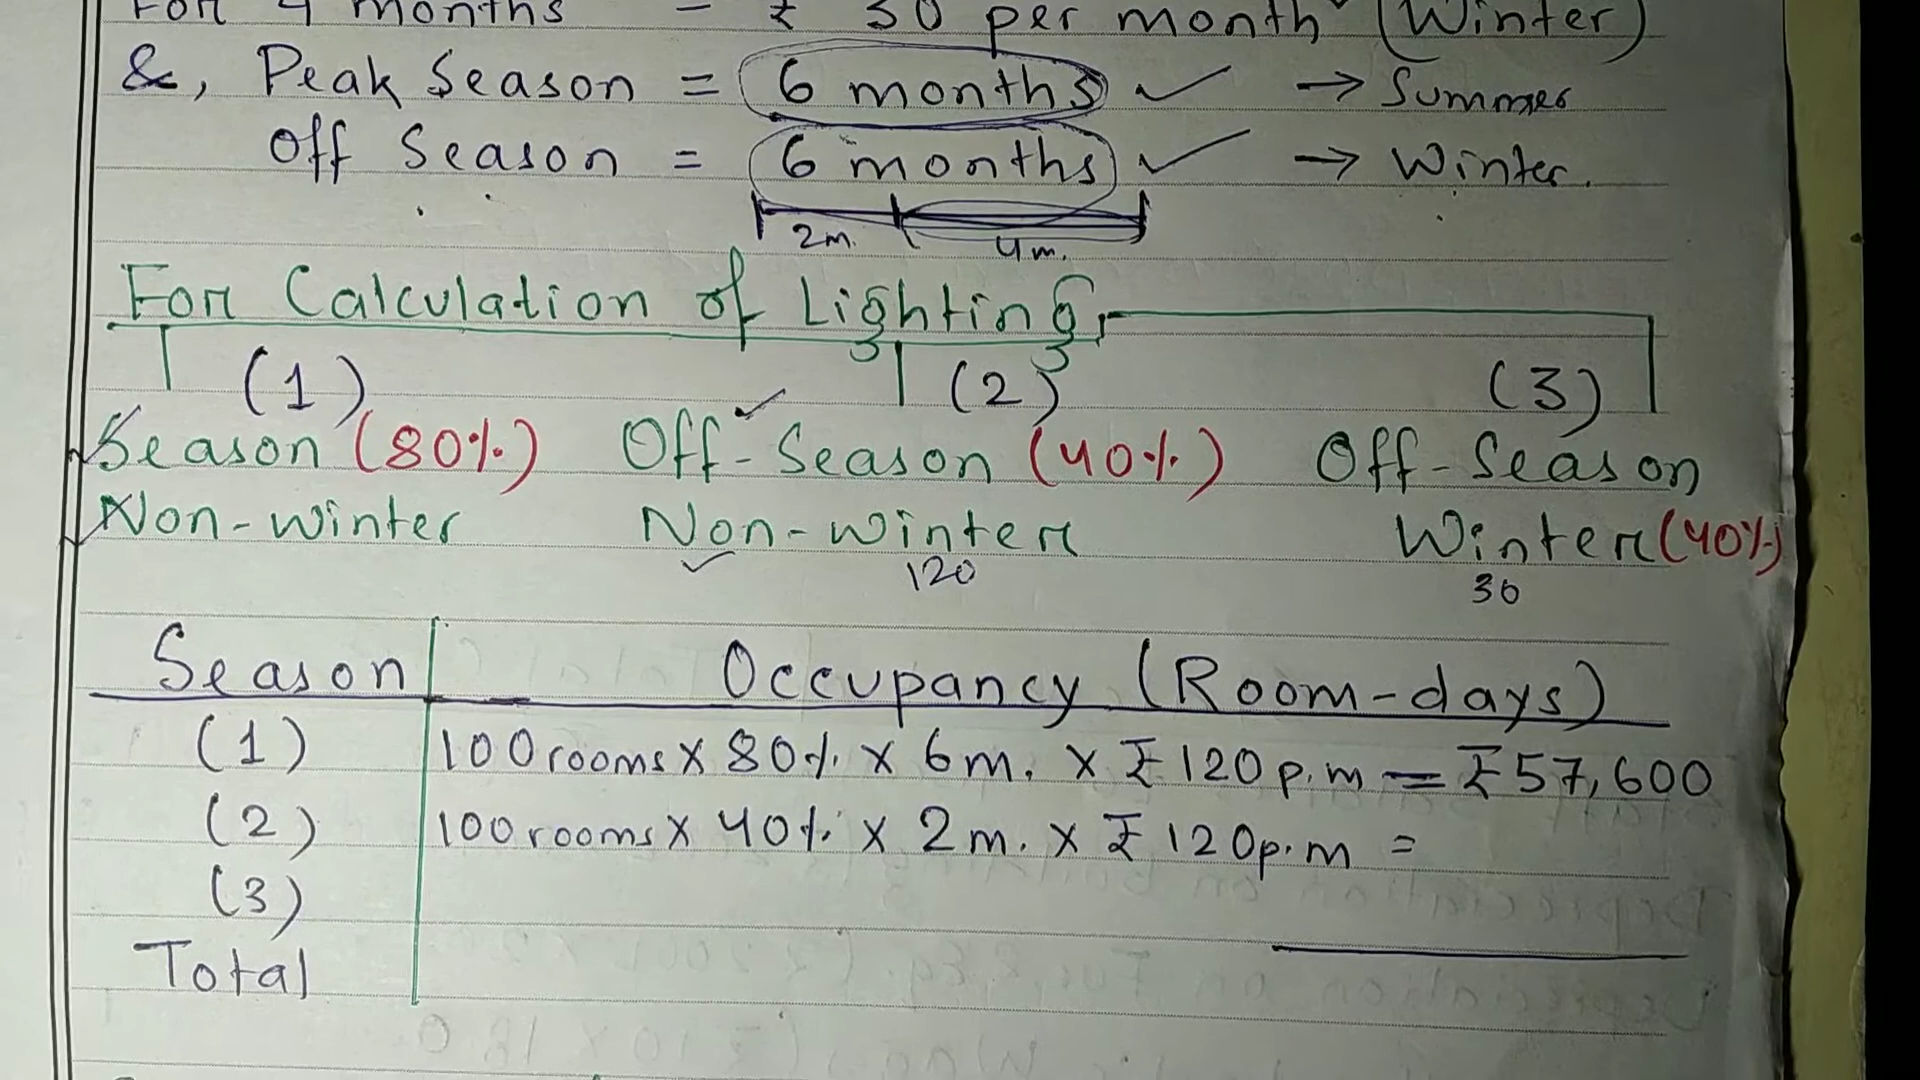 For 4 months = ₹ 30 per month (Winter)
&, Peak Season = 6 months ✓ → Summer
Off Season = 6 months ✓ → Winter.
2m. 4m.
For Calculation of Lighting
(1) (2) (3)
Season (80%) Off-Season (40%) Off-Season
Non-winter Non-winter Winter (40%)
120 30
Season Occupancy (Room-days)
(1) 100 rooms x 80% x 6m. x ₹ 120 p.m = ₹ 57,600
(2) 100 rooms x 40% x 2m. x ₹ 120 p.m =
(3)
Total